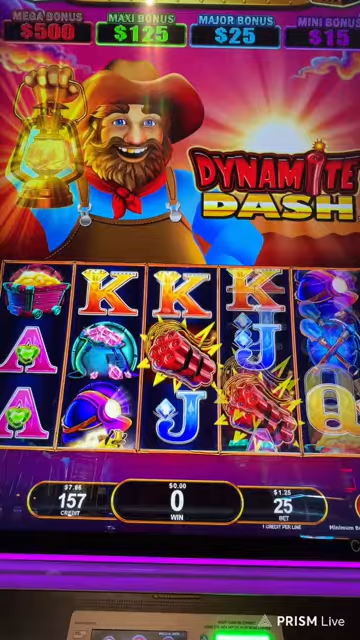 MEGA BONUS
$500
MAXI BONUS
$125
MAJOR BONUS
$25
MINI BONUS
$15
DYNAMITE
DASH
K K K
A J
A J Q
$7.85
157
CREDIT
$0.00
0
WIN
$1.25
25
BET
1 CREDIT PER LINE
Minimum
PRISM Live